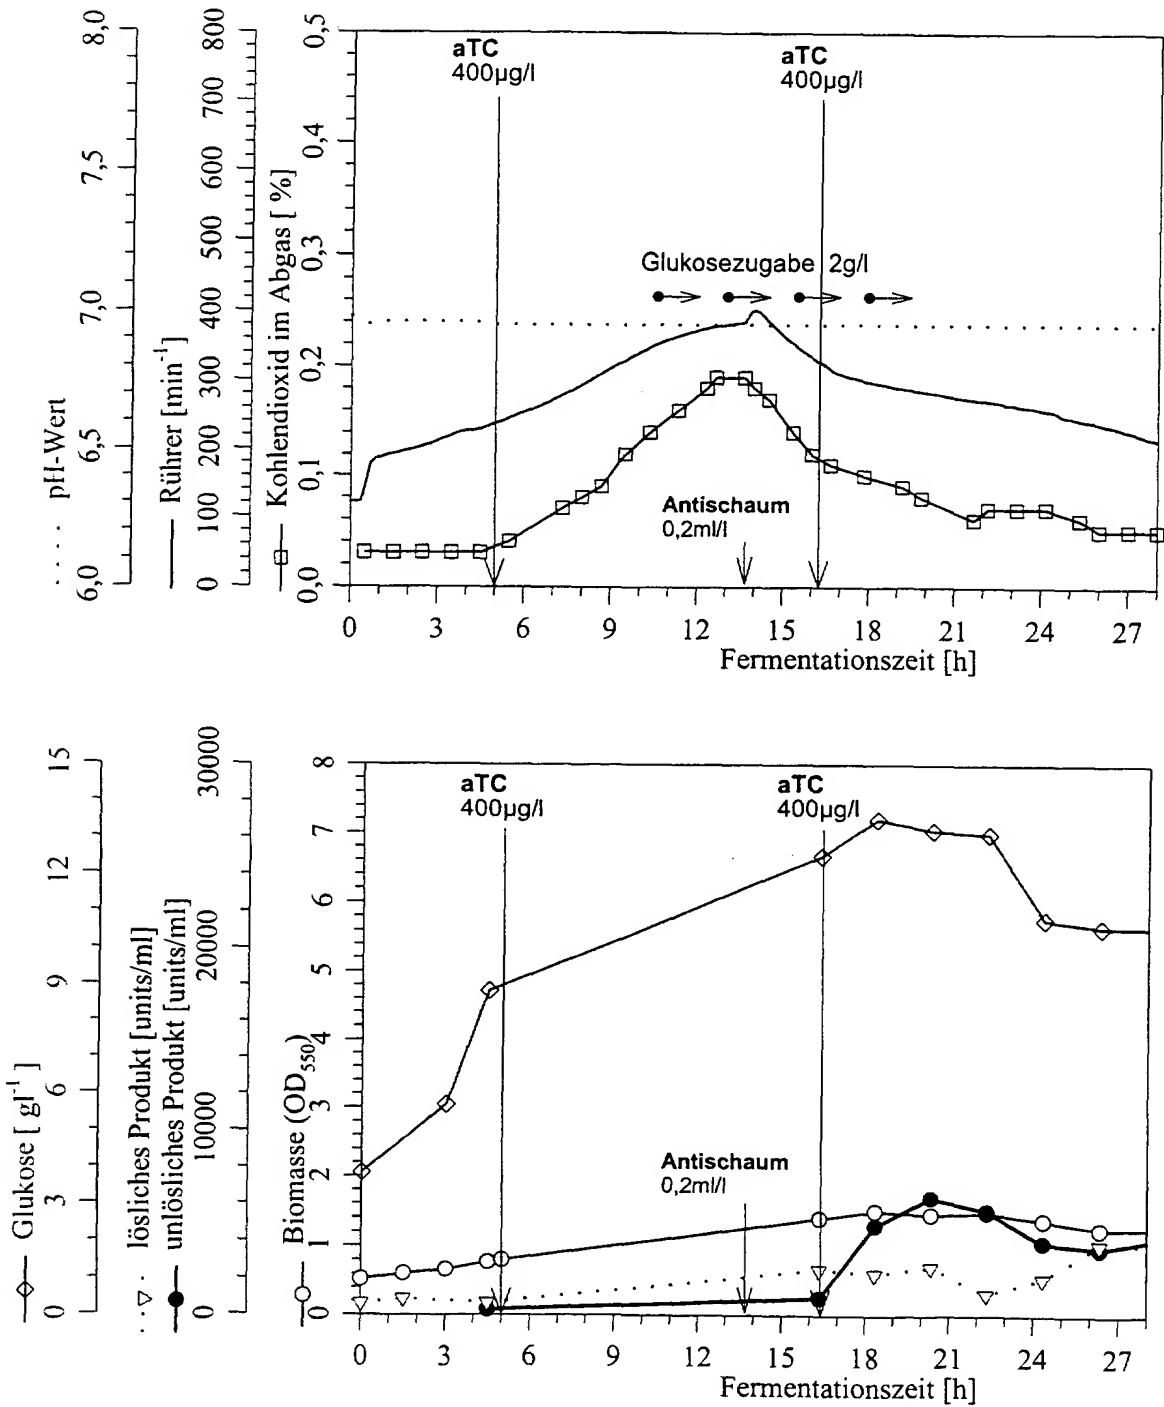 8,0
7,5
7,0
6,5
6,0
. . . . pH-Wert
800
700
600
500
400
300
200
100
0
Rührer [min⁻¹]
0,5
0,4
0,3
0,2
0,1
0,0
Kohlendioxid im Abgas [ %]
aTC
400µg/l
aTC
400µg/l
Glukosezugabe 2g/l
Antischaum
0,2ml/l
0 3 6 9 12 15 18 21 24 27
Fermentationszeit [h]
15
12
9
6
3
0
Glukose [ gl⁻¹ ]
30000
20000
10000
0
lösliches Produkt [units/ml]
unlösliches Produkt [units/ml]
8
7
6
5
4
3
2
1
0
Biomasse (OD₅₅₀)
aTC
400µg/l
aTC
400µg/l
Antischaum
0,2ml/l
0 3 6 9 12 15 18 21 24 27
Fermentationszeit [h]